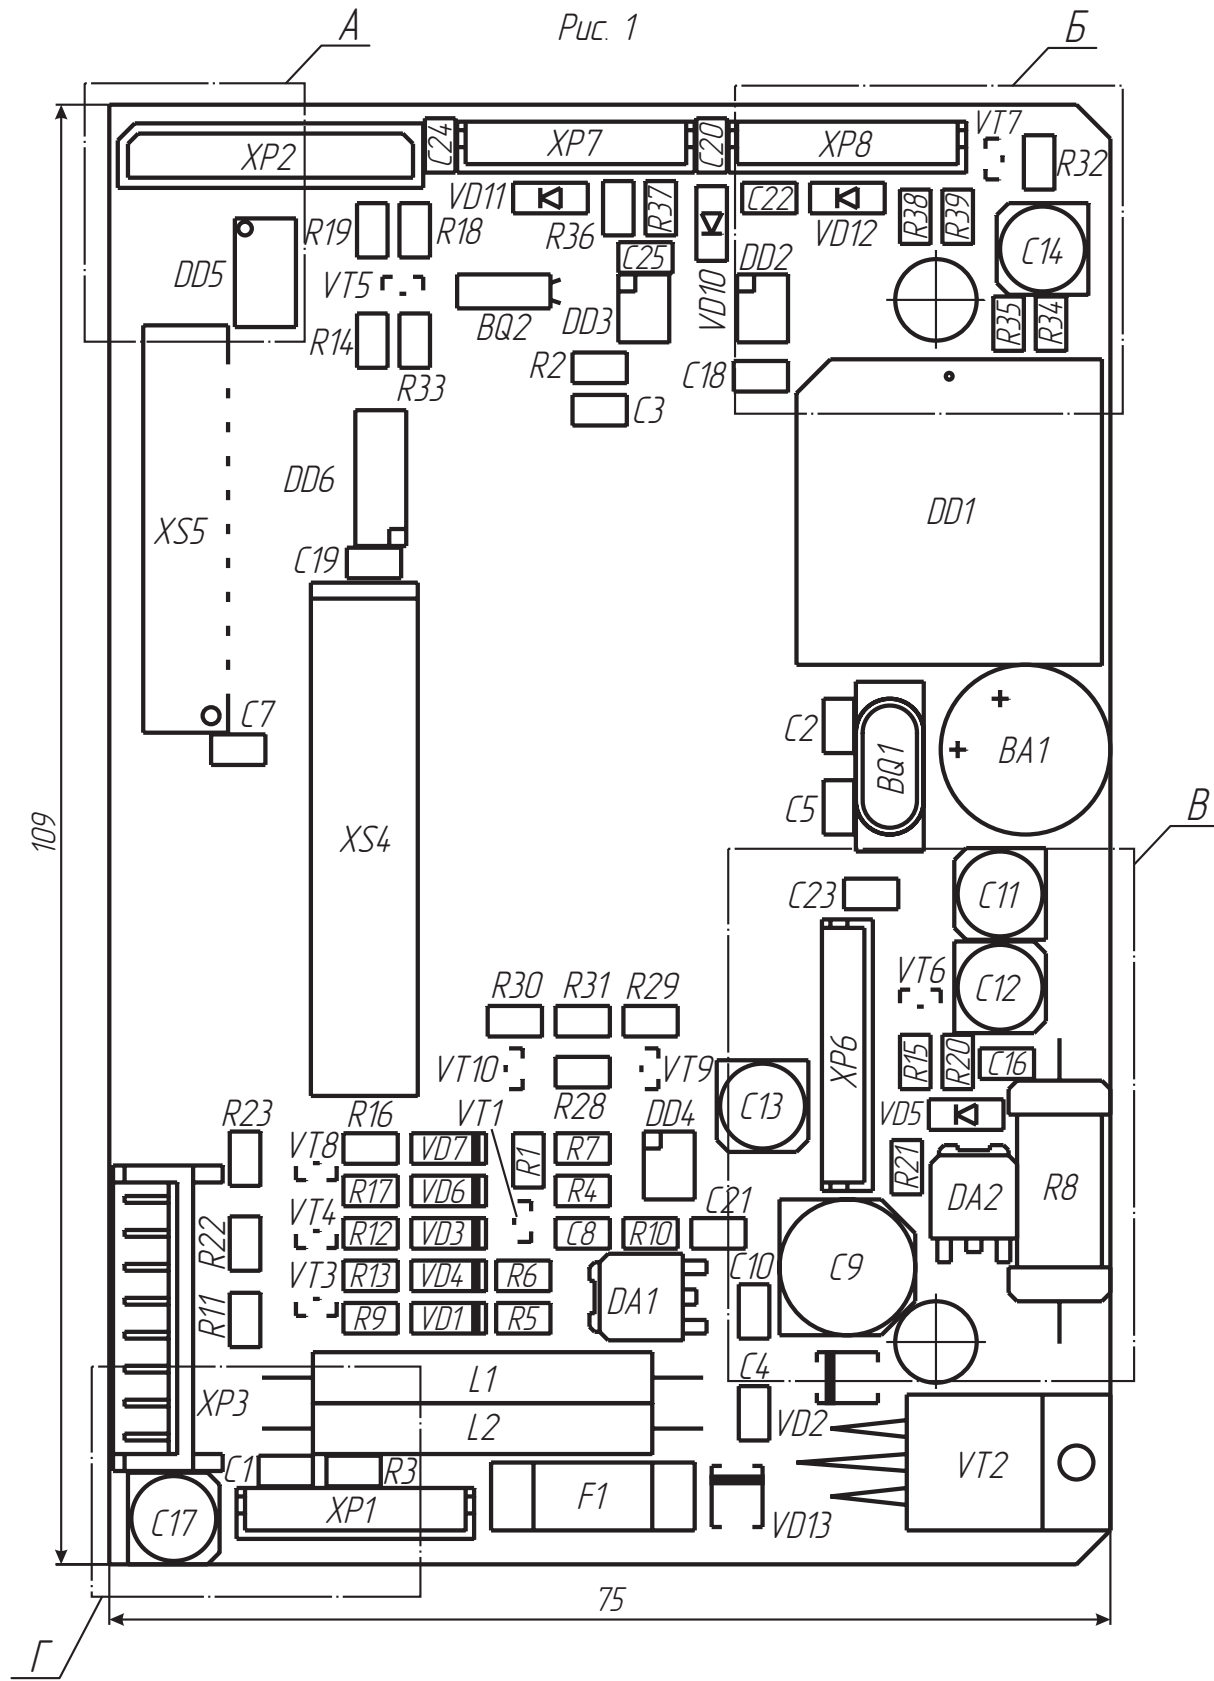 А
Рис. 1
Б
XP2
C24
XP7
C20
XP8
VT7
R32
VD11
R36
R37
C22
VD12
R38
R39
R19
R18
C14
DD5
VT5
BQ2
C25
DD3
VD10
DD2
R35
R34
R14
R33
R2
C18
C3
DD6
XS5
DD1
C19
C7
C2
BQ1
BA1
C5
109
XS4
В
C23
C11
VT6
C12
R30
R31
R29
XP6
R15
R20
C16
VT10
R28
VT9
C13
VD5
R23
R16
VT1
DD4
VT8
VD7
R1
R7
R21
DA2
R8
R17
VD6
R4
C21
VT4
R22
R12
VD3
C8
R10
VT3
R13
VD4
R6
C10
C9
R11
R9
VD1
R5
DA1
L1
C4
XP3
L2
VD2
C1
R3
F1
VT2
C17
XP1
VD13
75
Г